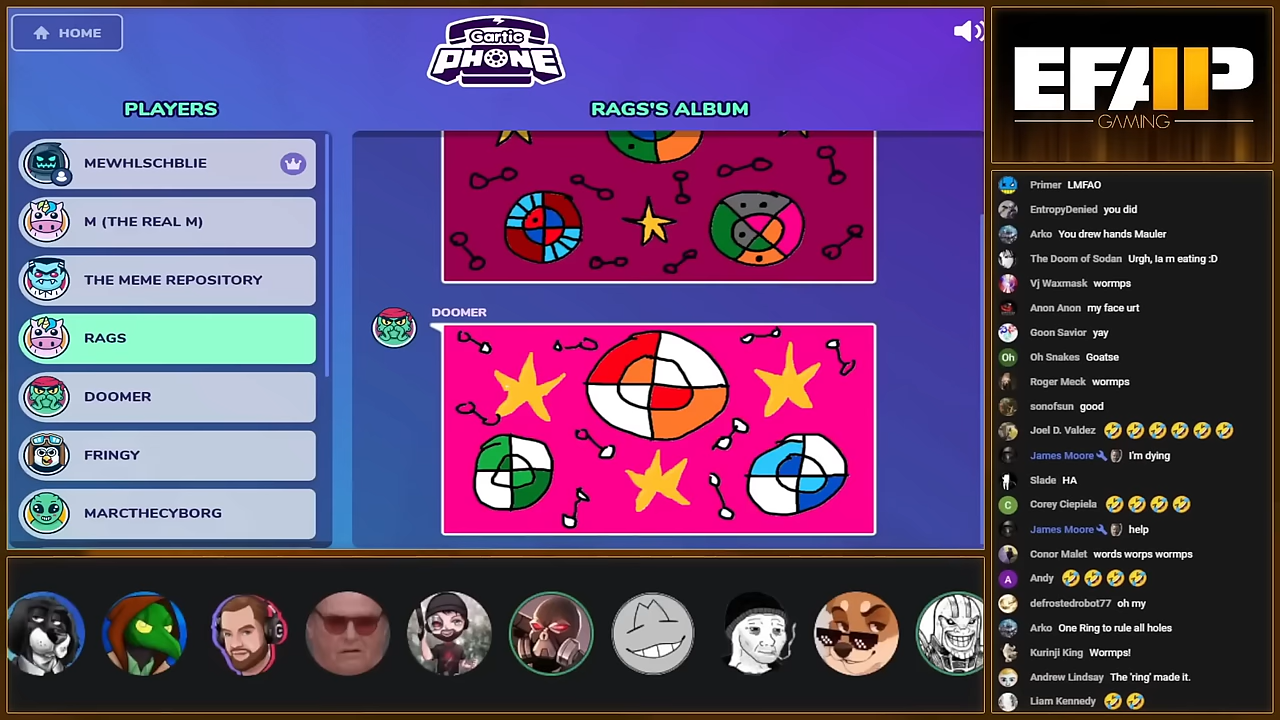 HOME
Gartic
PHONE
PLAYERS
RAGS'S ALBUM
MEWHLSCHBLIE
M (THE REAL M)
THE MEME REPOSITORY
RAGS
DOOMER
FRINGY
MARCTHECYBORG
DOOMER
EFAP
GAMING
Primer LMFAO
EntropyDenied you did
Arko You drew hands Mauler
The Doom of Sodan Urgh, Ia m eating :D
Vj Waxmask wormps
Anon Anon my face urt
Goon Savior yay
Oh Oh Snakes Goatse
Roger Meck wormps
sonofsun good
Joel D. Valdez 🤣🤣🤣🤣🤣🤣
James Moore I'm dying
Slade HA
C Corey Ciepiela 🤣🤣🤣🤣
James Moore help
Conor Malet words worps wormps
A Andy 🤣🤣🤣🤣
defrostedrobot77 oh my
Arko One Ring to rule all holes
Kurinji King Wormps!
Andrew Lindsay The 'ring' made it.
Liam Kennedy 🤣🤣